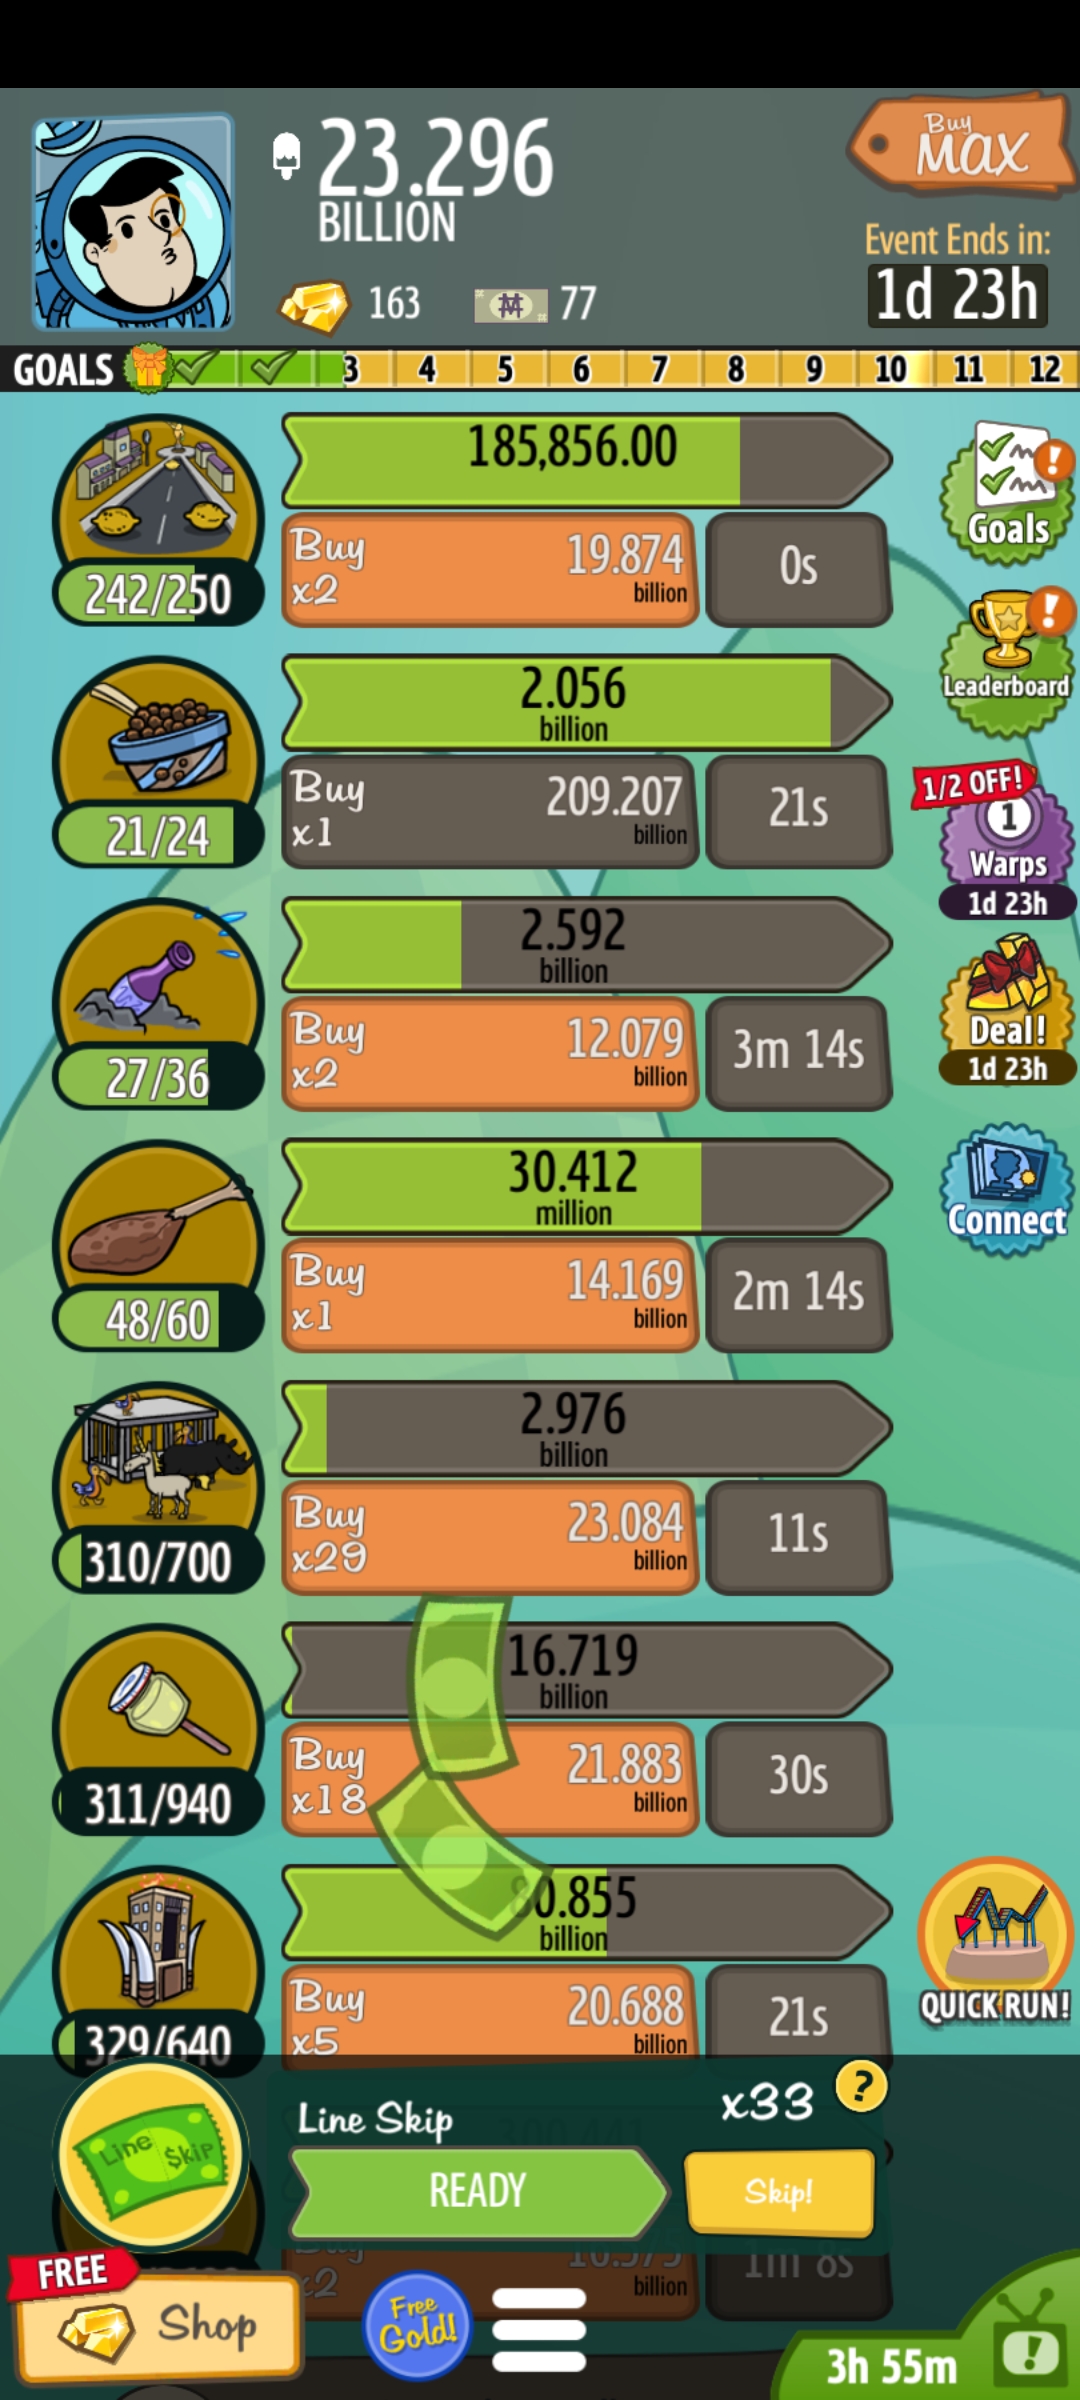 23.296
BILLION
Buy
MAX
Event Ends in:
1d 23h
163
77
GOALS 3 4 5 6 7 8 9 10 11 12
185,856.00
Buy
x2
19.874
billion
0s
242/250
Goals
2.056
billion
Buy
x1
209.207
billion
21s
21/24
Leaderboard
1/2 OFF!
1
Warps
1d 23h
2.592
billion
Buy
x2
12.079
billion
3m 14s
27/36
Deal!
1d 23h
30.412
million
Buy
x1
14.169
billion
2m 14s
48/60
Connect
2.976
billion
Buy
x29
23.084
billion
11s
310/700
16.719
billion
Buy
x18
21.883
billion
30s
311/940
80.855
billion
Buy
x5
20.688
billion
21s
329/640
QUICK RUN!
Line Skip
x33
?
Line $kip
READY
Skip!
Buy
x2
billion
1m 8s
FREE
Shop
Free
Gold!
3h 55m